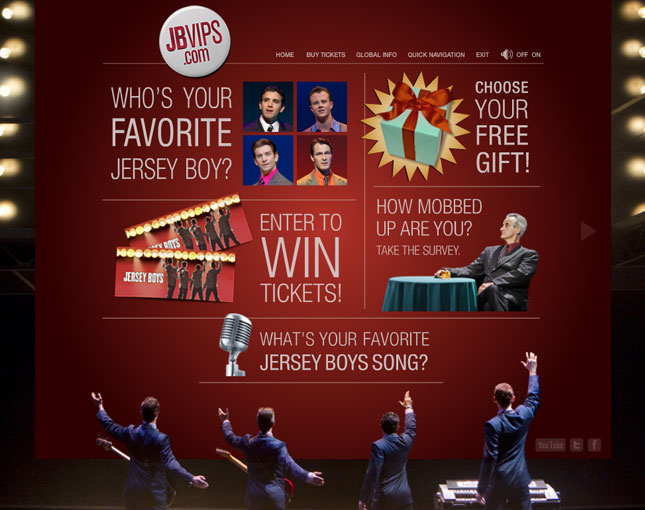 JBVIPS
.com
HOME BUY TICKETS GLOBAL INFO QUICK NAVIGATION EXIT OFF ON
WHO'S YOUR
FAVORITE
JERSEY BOY?
CHOOSE
YOUR
FREE
GIFT!
JERSEY BOYS
JERSEY BOYS
ENTER TO
WIN
TICKETS!
HOW MOBBED
UP ARE YOU?
TAKE THE SURVEY.
WHAT'S YOUR FAVORITE
JERSEY BOYS SONG?
You Tube t f